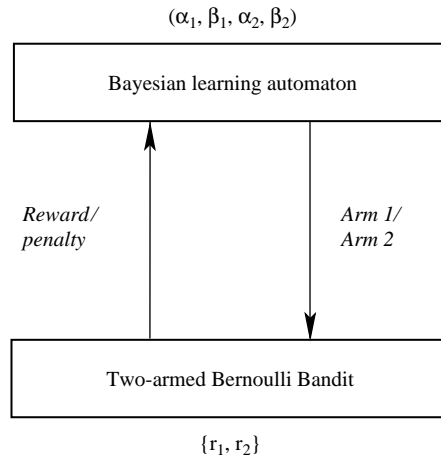 (α₁, β₁, α₂, β₂)
Bayesian learning automaton
Reward/
penalty
Arm 1/
Arm 2
Two-armed Bernoulli Bandit
{r₁, r₂}